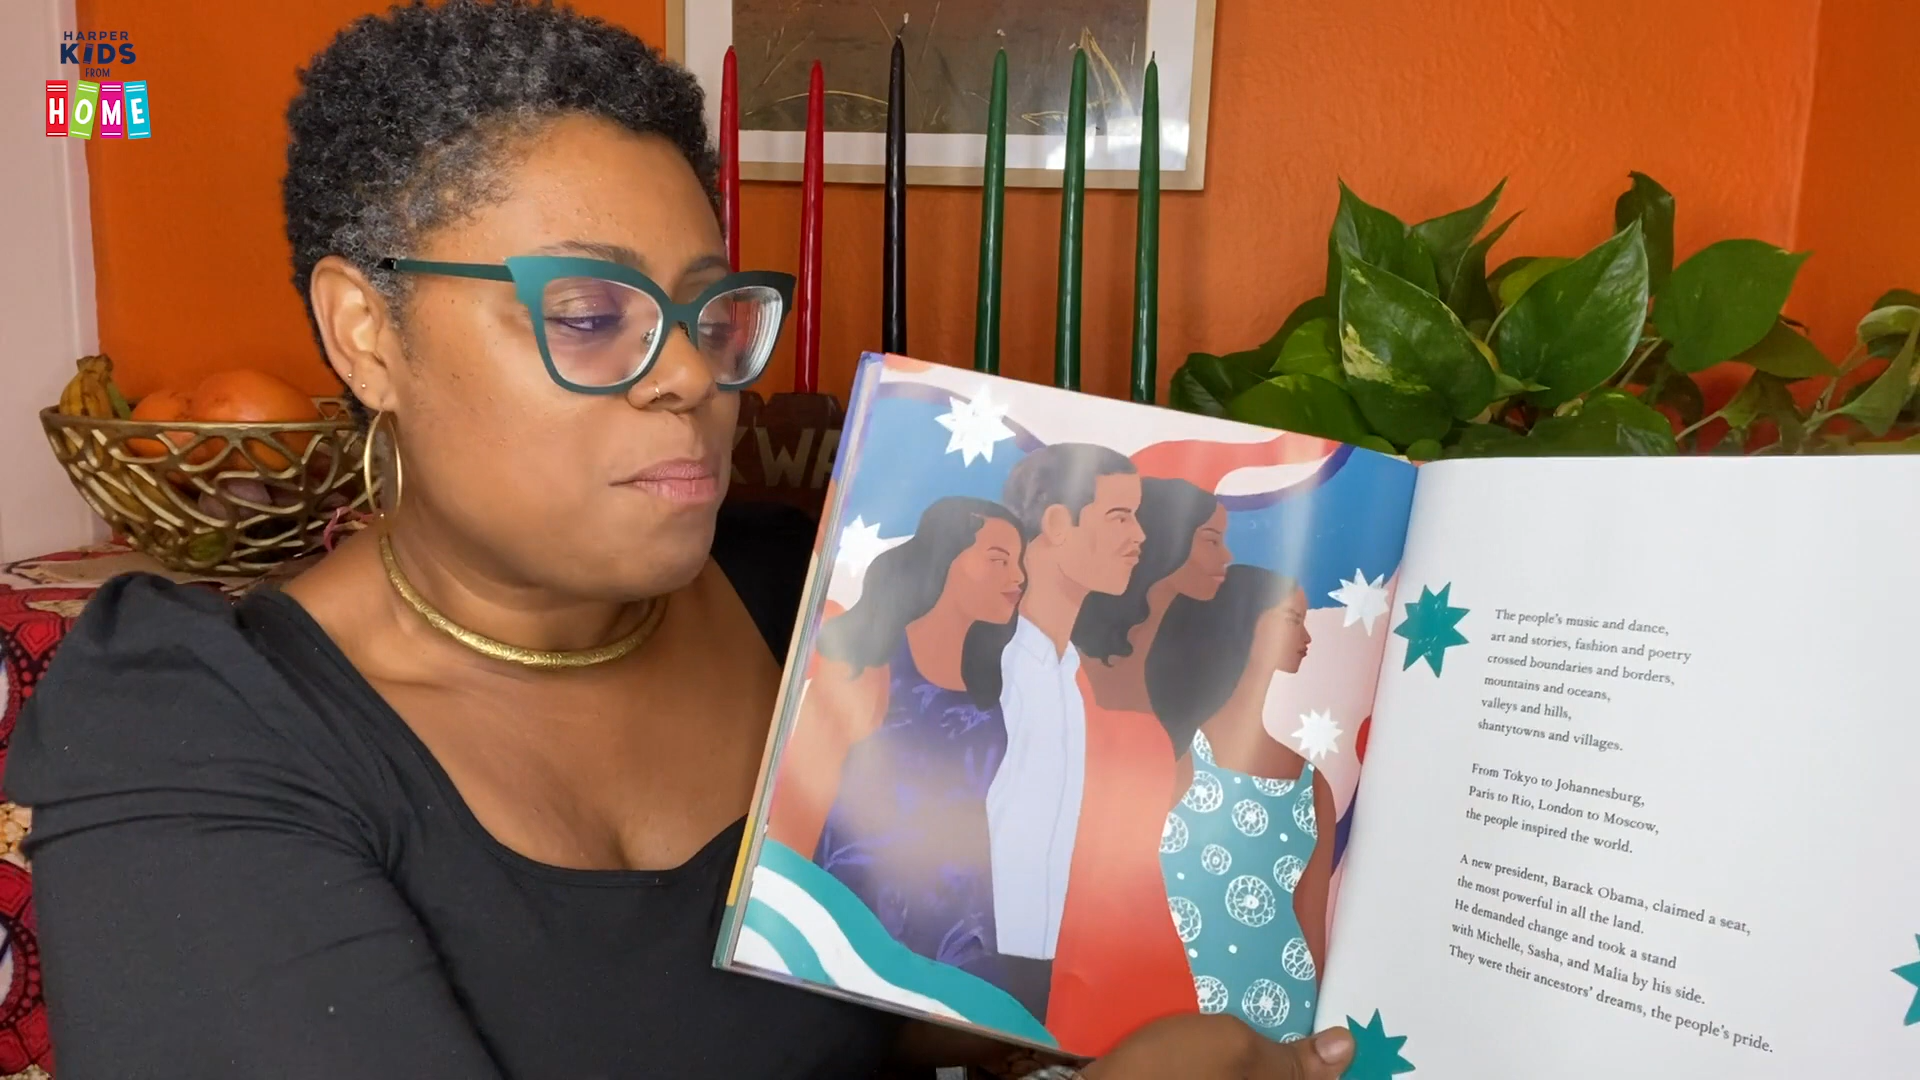 HARPER
KIDS
FROM
HOME
KWA
The people's music and dance,
art and stories, fashion and poetry
crossed boundaries and borders,
mountains and oceans,
valleys and hills,
shantytowns and villages.
From Tokyo to Johannesburg,
Paris to Rio, London to Moscow,
the people inspired the world.
A new president, Barack Obama, claimed a seat,
the most powerful in all the land.
He demanded change and took a stand
with Michelle, Sasha, and Malia by his side.
They were their ancestors' dreams, the people's pride.